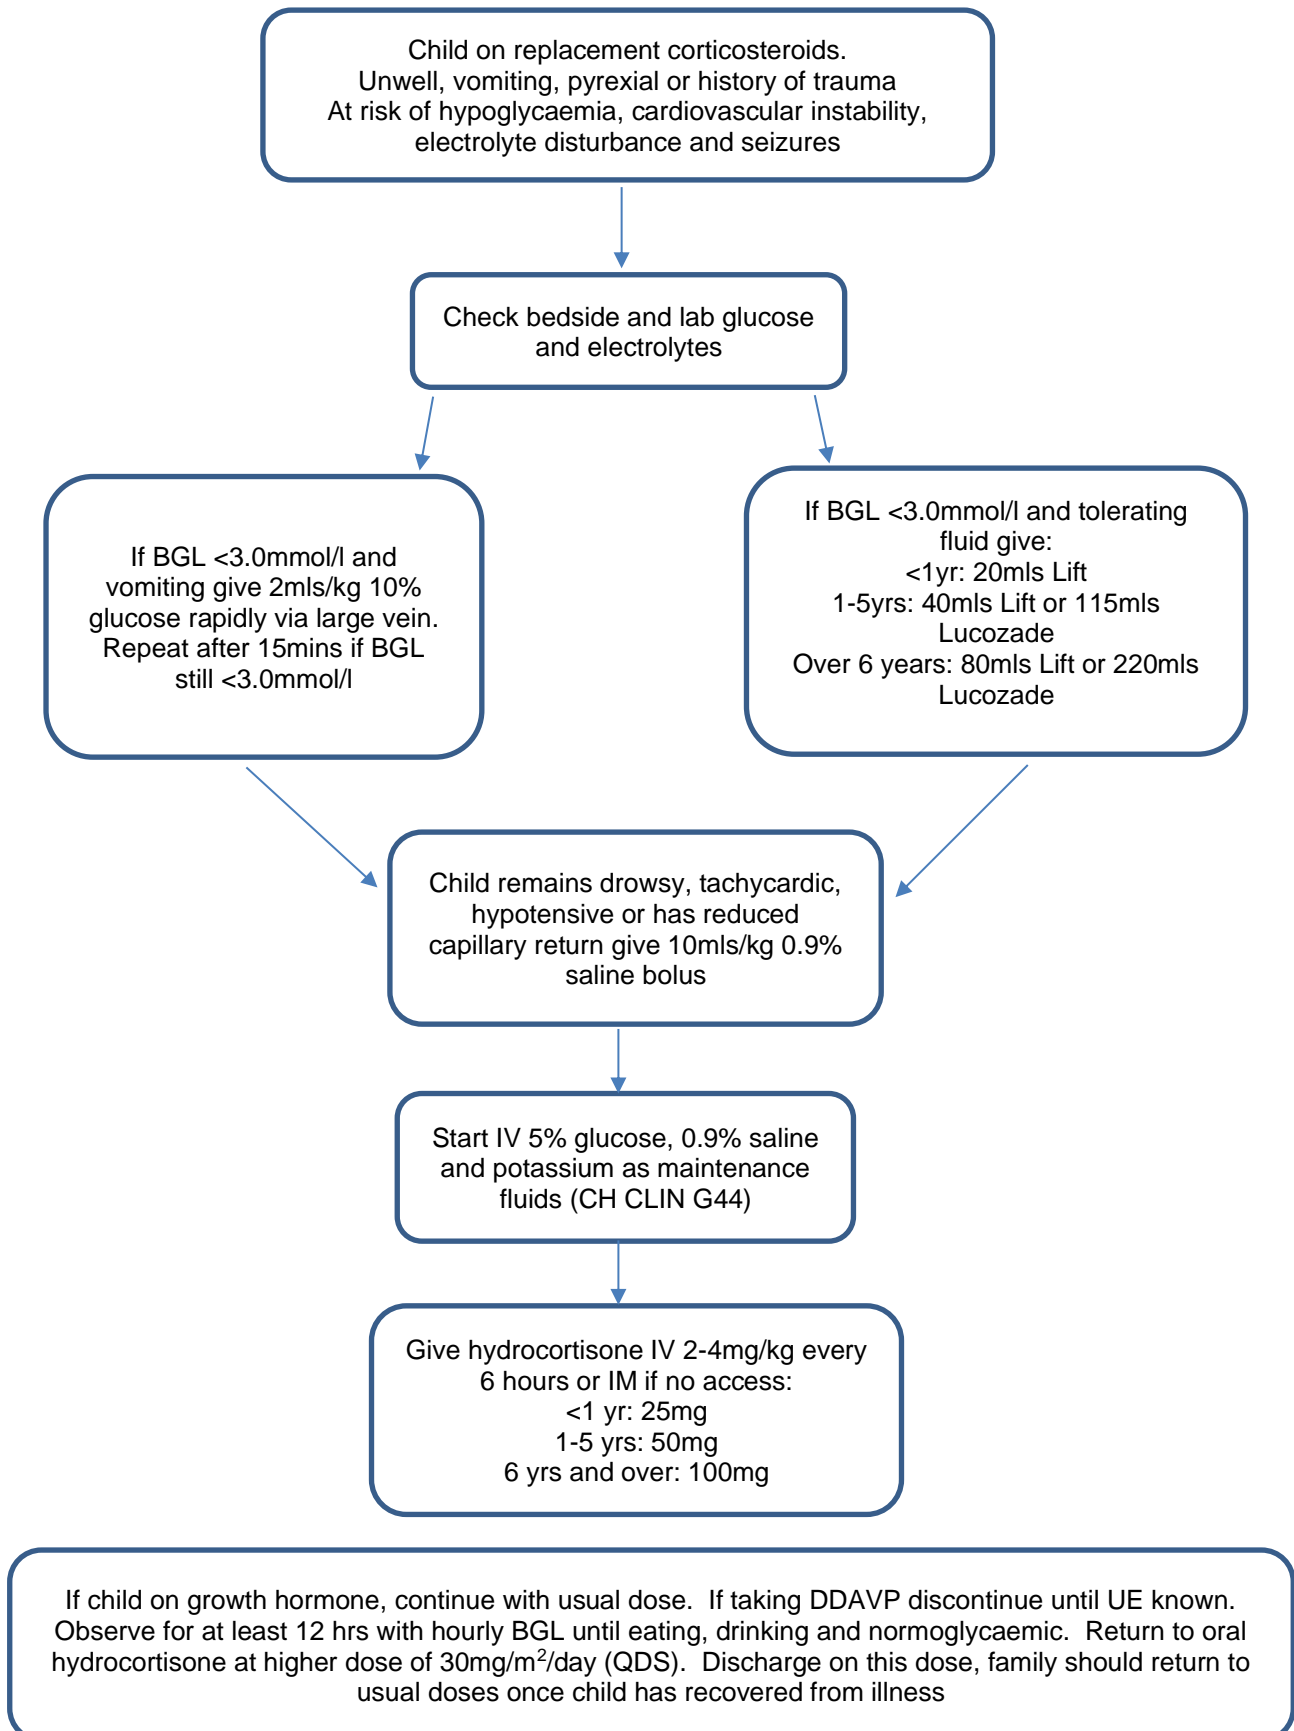 Child on replacement corticosteroids.
Unwell, vomiting, pyrexial or history of trauma
At risk of hypoglycaemia, cardiovascular instability,
electrolyte disturbance and seizures
Check bedside and lab glucose
and electrolytes
If BGL <3.0mmol/l and
vomiting give 2mls/kg 10%
glucose rapidly via large vein.
Repeat after 15mins if BGL
still <3.0mmol/l
If BGL <3.0mmol/l and tolerating
fluid give:
<1yr: 20mls Lift
1-5yrs: 40mls Lift or 115mls
Lucozade
Over 6 years: 80mls Lift or 220mls
Lucozade
Child remains drowsy, tachycardic,
hypotensive or has reduced
capillary return give 10mls/kg 0.9%
saline bolus
Start IV 5% glucose, 0.9% saline
and potassium as maintenance
fluids (CH CLIN G44)
Give hydrocortisone IV 2-4mg/kg every
6 hours or IM if no access:
<1 yr: 25mg
1-5 yrs: 50mg
6 yrs and over: 100mg
If child on growth hormone, continue with usual dose.  If taking DDAVP discontinue until UE known.
Observe for at least 12 hrs with hourly BGL until eating, drinking and normoglycaemic.  Return to oral
hydrocortisone at higher dose of 30mg/m²/day (QDS).  Discharge on this dose, family should return to
usual doses once child has recovered from illness